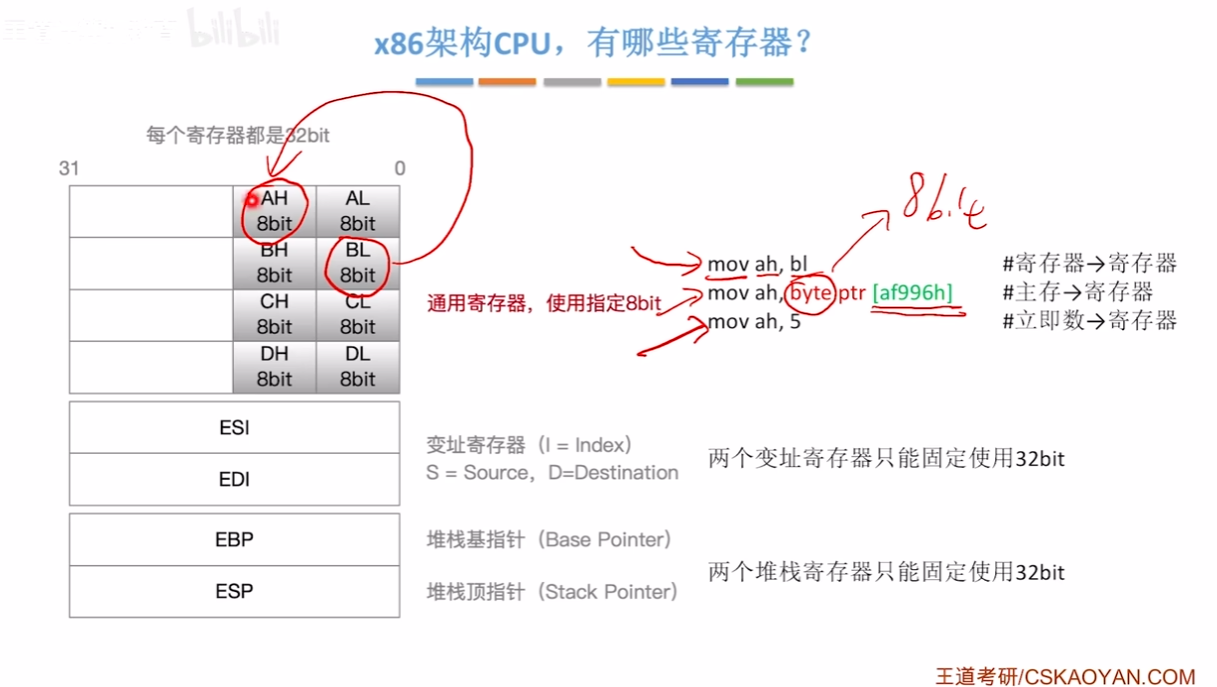 bilibili
x86架构CPU，有哪些寄存器？
每个寄存器都是32bit
31 0
AH AL
8bit 8bit
BH BL
8bit 8bit
CH CL
8bit 8bit
DH DL
8bit 8bit
通用寄存器，使用指定8bit
8bit
mov ah, bl #寄存器→寄存器
mov ah, byte ptr [af996h] #主存→寄存器
mov ah, 5 #立即数→寄存器
ESI
EDI
变址寄存器（I = Index）
S = Source，D=Destination
两个变址寄存器只能固定使用32bit
EBP
ESP
堆栈基指针（Base Pointer）
堆栈顶指针（Stack Pointer）
两个堆栈寄存器只能固定使用32bit
王道考研/CSKAOYAN.COM